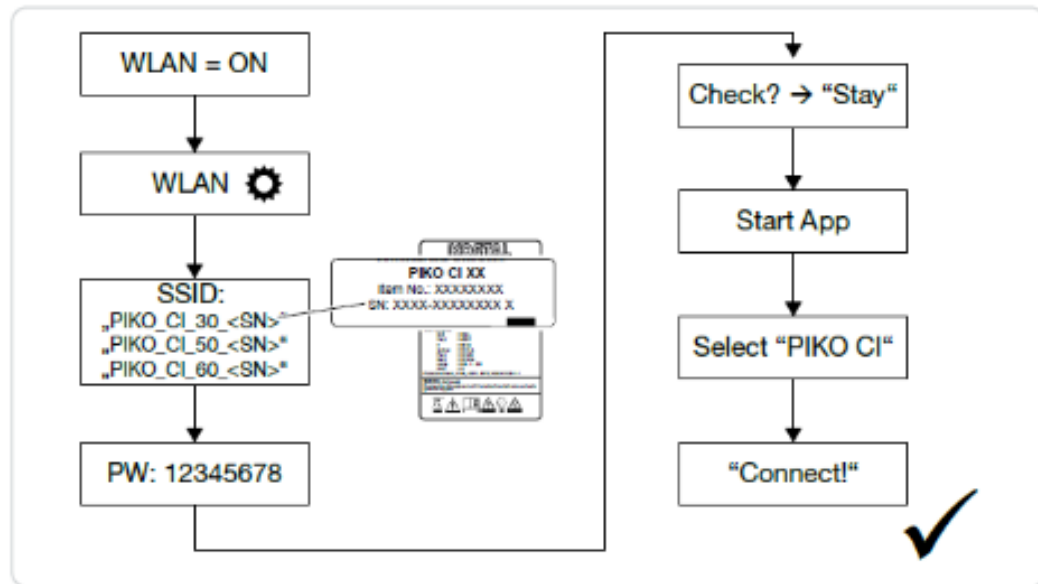 WLAN = ON
WLAN
SSID:
„PIKO_CI_30_<SN>
„PIKO_CI_50_<SN>“
„PIKO_CI_60_<SN>“
PW: 12345678
PIKO CI XX
Item No.: XXXXXXXX
SN: XXXX-XXXXXXXX X
Check? → “Stay“
Start App
Select “PIKO CI“
“Connect!“